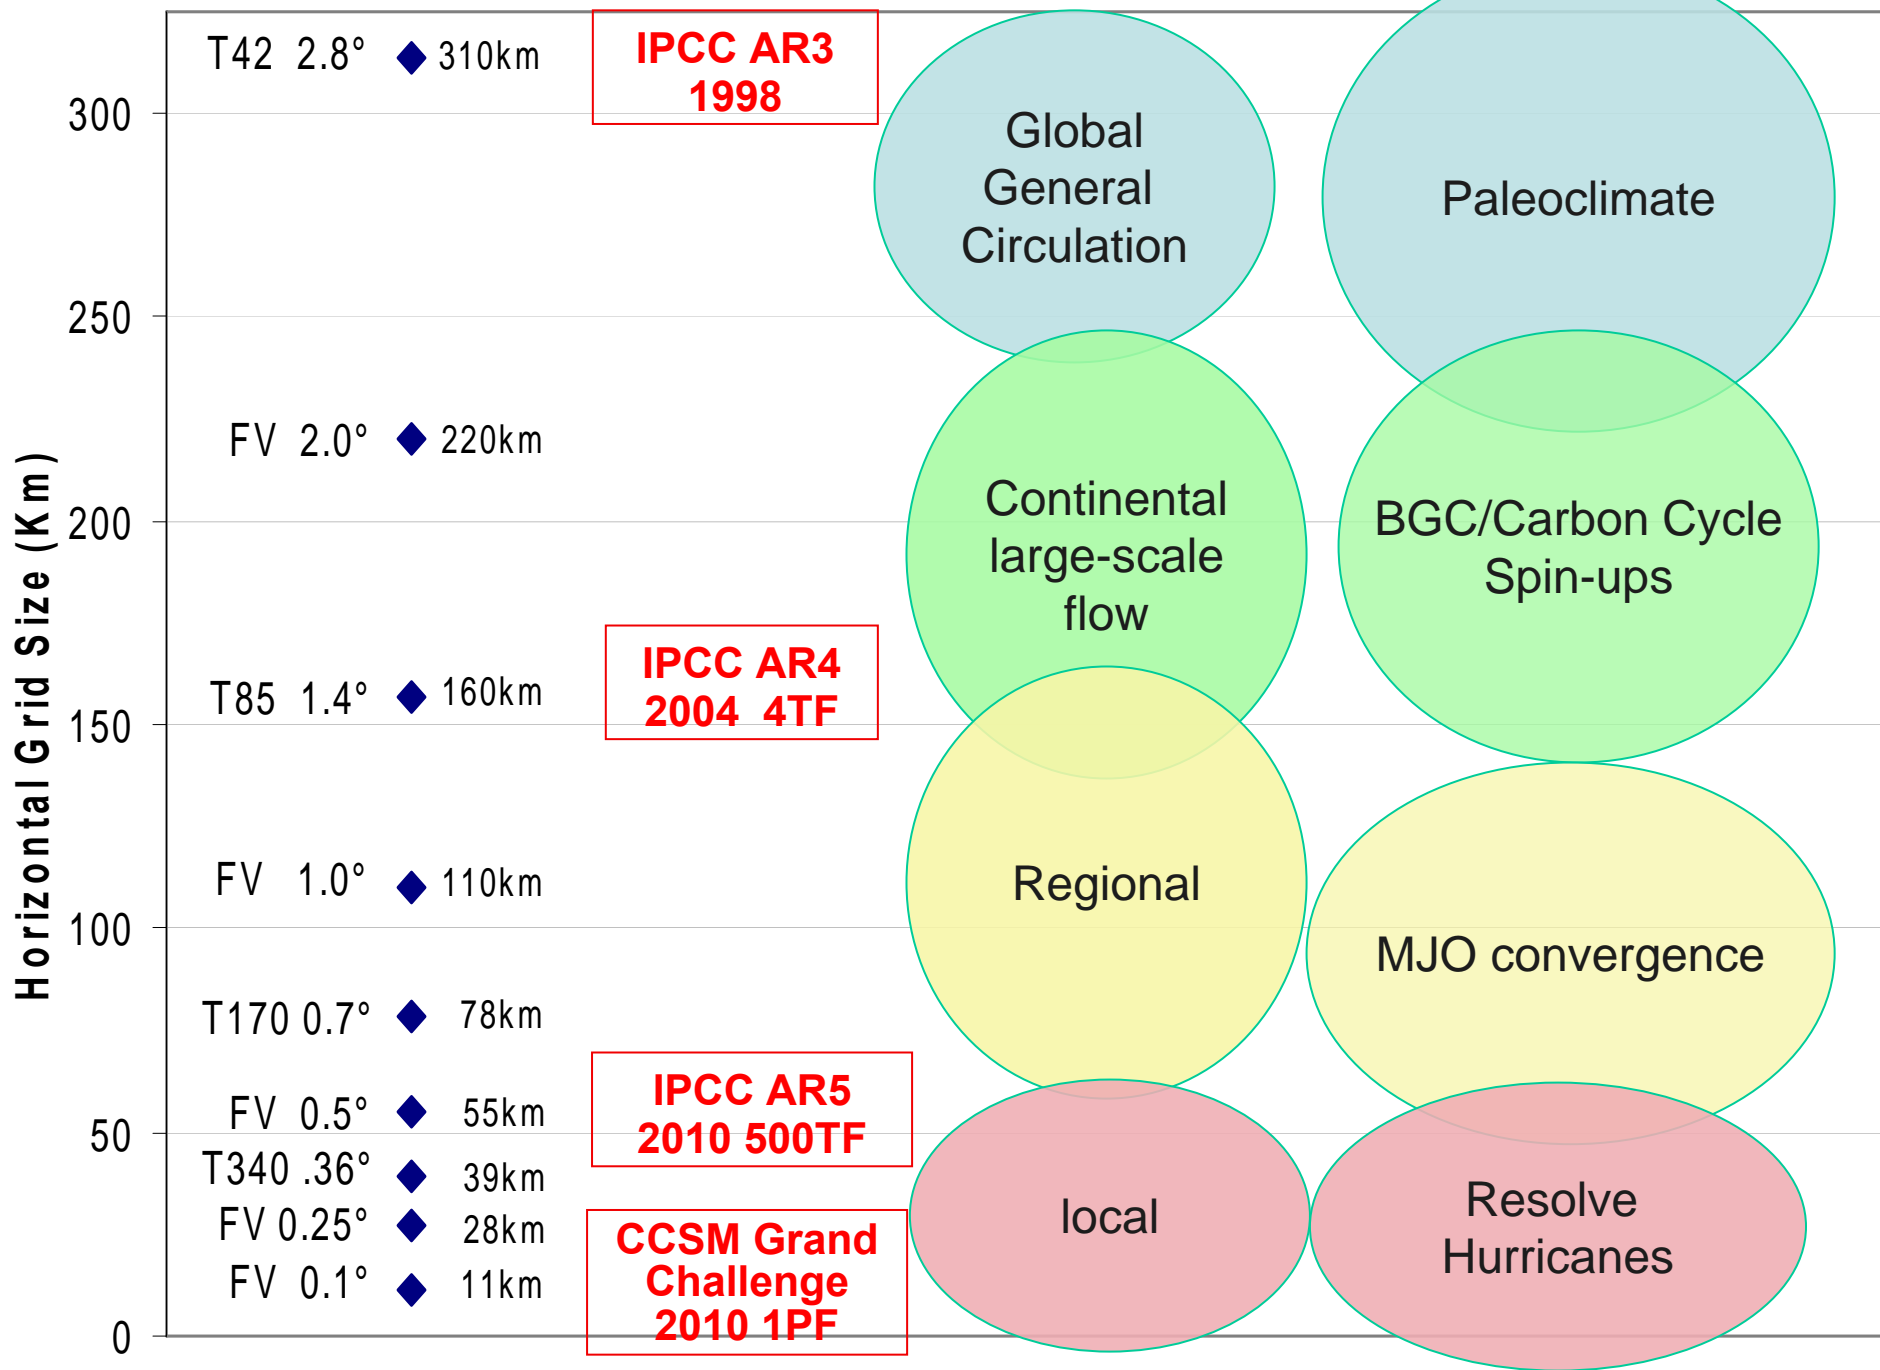 Horizontal Grid Size (Km)
300
250
200
150
100
50
0
T42 2.8° 310km
FV 2.0° 220km
T85 1.4° 160km
FV 1.0° 110km
T170 0.7° 78km
FV 0.5° 55km
T340 .36° 39km
FV 0.25° 28km
FV 0.1° 11km
IPCC AR3
1998
IPCC AR4
2004 4TF
IPCC AR5
2010 500TF
CCSM Grand
Challenge
2010 1PF
Global
General
Circulation
Continental
large-scale
flow
Regional
local
Paleoclimate
BGC/Carbon Cycle
Spin-ups
MJO convergence
Resolve
Hurricanes